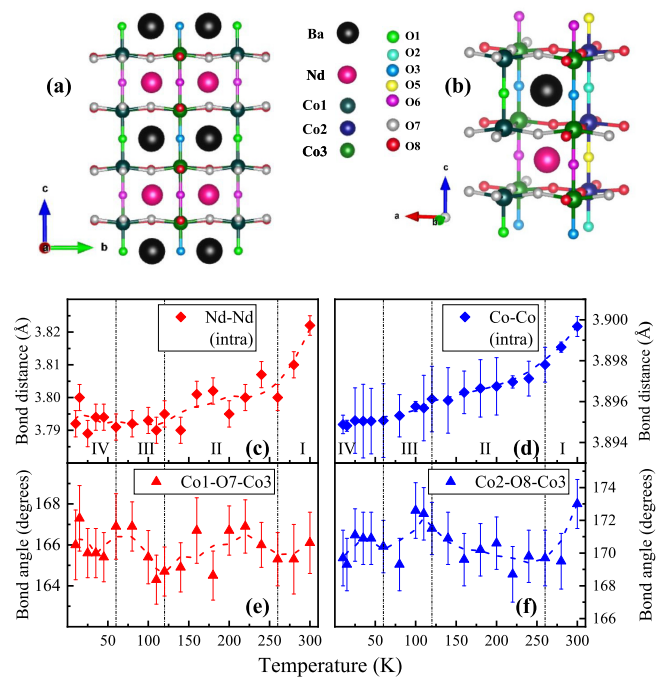 (a)
Ba
Nd
Co1
Co2
Co3
O1
O2
O3
O5
O6
O7
O8
(b)
c
a
b
c
a
b
Bond distance (Å)
3.82
3.81
3.80
3.79
Nd-Nd
(intra)
IV
III
II
I
(c)
Co-Co
(intra)
IV
III
II
I
(d)
3.900
3.898
3.896
3.894
Bond distance (Å)
Bond angle (degrees)
168
166
164
Co1-O7-Co3
(e)
50 100 150 200 250 300
Co2-O8-Co3
(f)
50 100 150 200 250 300
174
172
170
168
166
Bond angle (degrees)
Temperature (K)